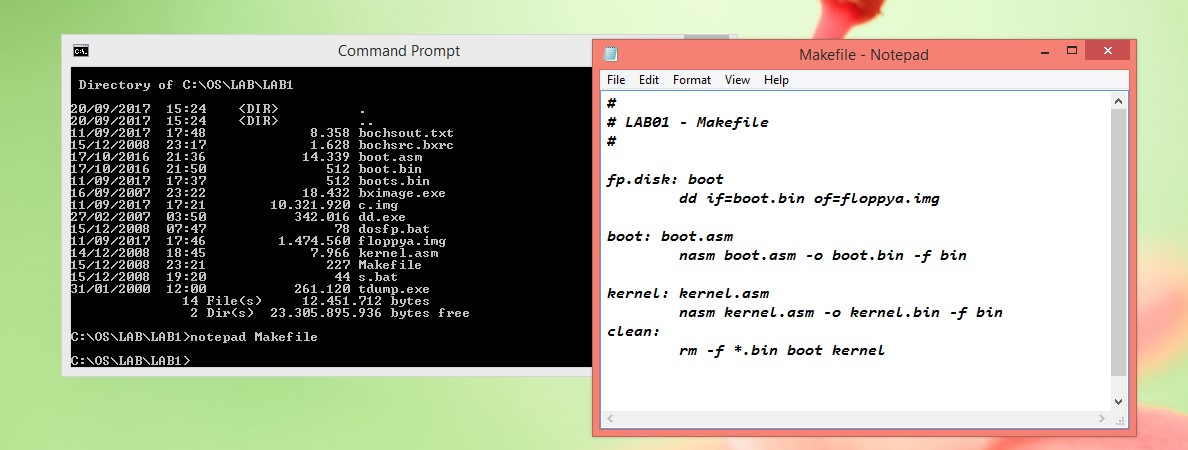 Command Prompt
Directory of C:\OS\LAB\LAB1
20/09/2017 15:24 <DIR> .
20/09/2017 15:24 <DIR> ..
11/09/2017 17:48 8.358 bochsout.txt
15/12/2008 23:17 1.628 bochsrc.bxrc
17/10/2016 21:36 14.339 boot.asm
17/10/2016 21:50 512 boot.bin
11/09/2017 17:37 512 boots.bin
16/09/2007 23:22 18.432 bximage.exe
11/09/2017 17:21 10.321.920 c.img
27/02/2007 03:50 342.016 dd.exe
15/12/2008 07:47 78 dosfp.bat
11/09/2017 17:46 1.474.560 floppya.img
14/12/2008 18:45 7.966 kernel.asm
15/12/2008 23:21 227 Makefile
15/12/2008 19:20 44 s.bat
31/01/2000 12:00 261.120 tdump.exe
14 File(s) 12.451.712 bytes
2 Dir(s) 23.305.895.936 bytes free
C:\OS\LAB\LAB1>notepad Makefile
C:\OS\LAB\LAB1>
Makefile - Notepad
File Edit Format View Help
#
# LAB01 - Makefile
#
fp.disk: boot
dd if=boot.bin of=floppya.img
boot: boot.asm
nasm boot.asm -o boot.bin -f bin
kernel: kernel.asm
nasm kernel.asm -o kernel.bin -f bin
clean:
rm -f *.bin boot kernel